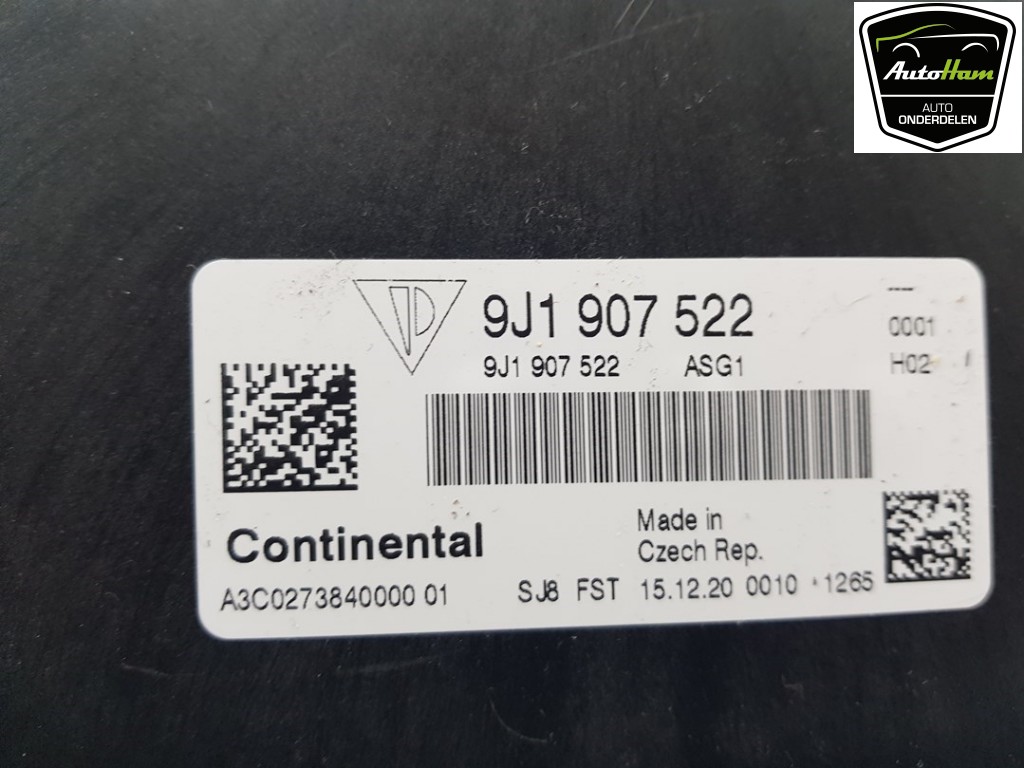 AutoHam
AUTO
ONDERDELEN
9J1 907 522
9J1 907 522 ASG1
0001
H02
Continental
Made in
Czech Rep.
A3C0273840000 01
SJ8 FST 15.12.20 0010 *1265